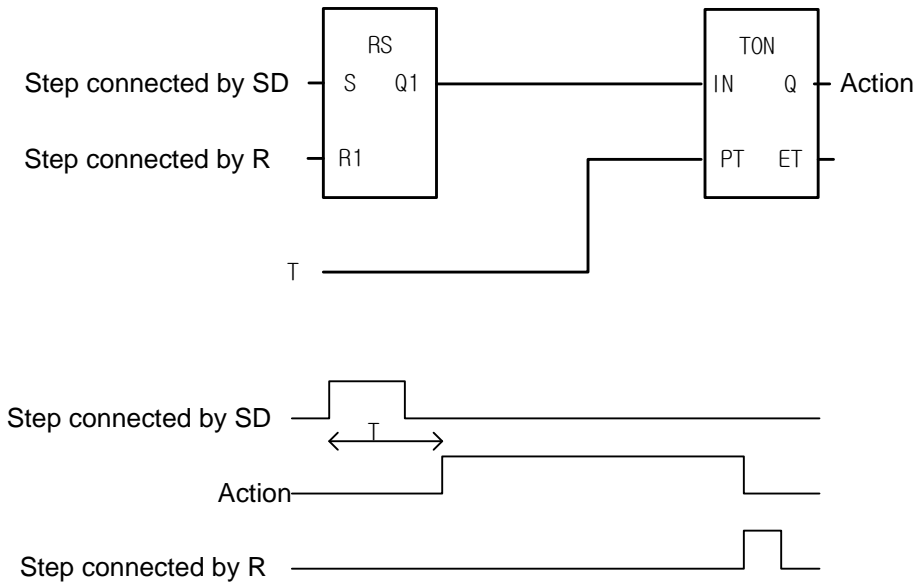 RS
TON
Step connected by SD
S
Q1
IN
Q
Action
Step connected by R
R1
PT
ET
T
Step connected by SD
T
Action
Step connected by R